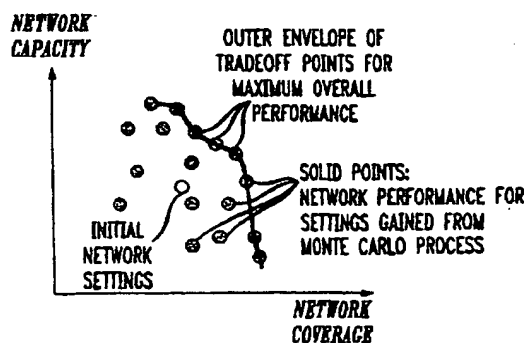 NETWORK
CAPACITY
OUTER ENVELOPE OF
TRADEOFF POINTS FOR
MAXIMUM OVERALL
PERFORMANCE
SOLID POINTS:
NETWORK PERFORMANCE FOR
SETTINGS GAINED FROM
MONTE CARLO PROCESS
INITIAL
NETWORK
SETTINGS
NETWORK
COVERAGE